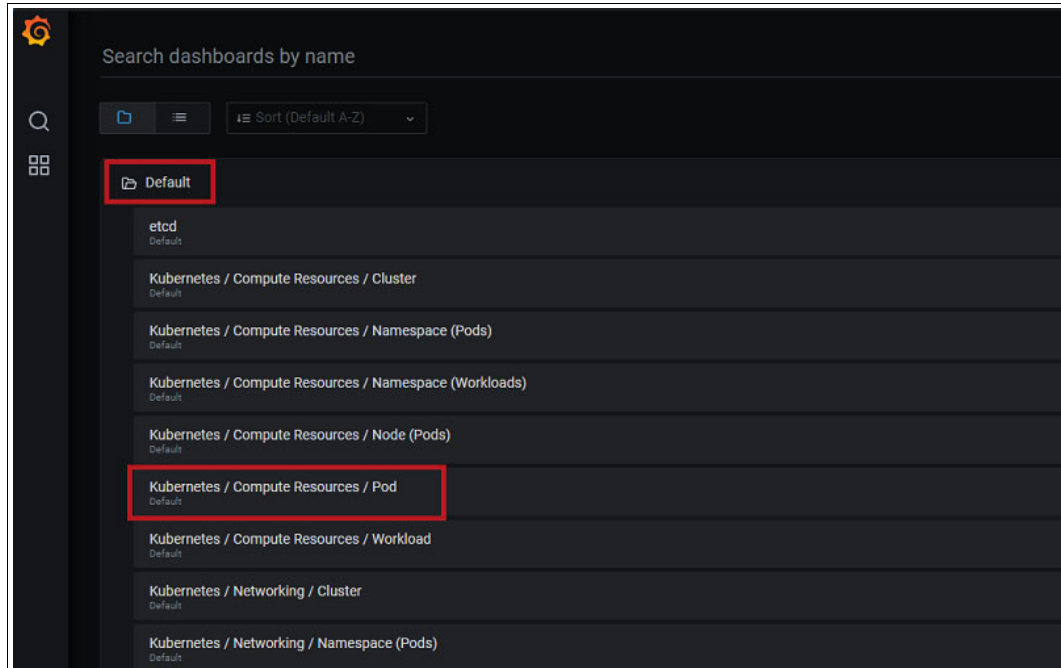 Search dashboards by name
Sort (Default A-Z)
Default
etcd
Default
Kubernetes / Compute Resources / Cluster
Default
Kubernetes / Compute Resources / Namespace (Pods)
Default
Kubernetes / Compute Resources / Namespace (Workloads)
Default
Kubernetes / Compute Resources / Node (Pods)
Default
Kubernetes / Compute Resources / Pod
Default
Kubernetes / Compute Resources / Workload
Default
Kubernetes / Networking / Cluster
Default
Kubernetes / Networking / Namespace (Pods)
Default